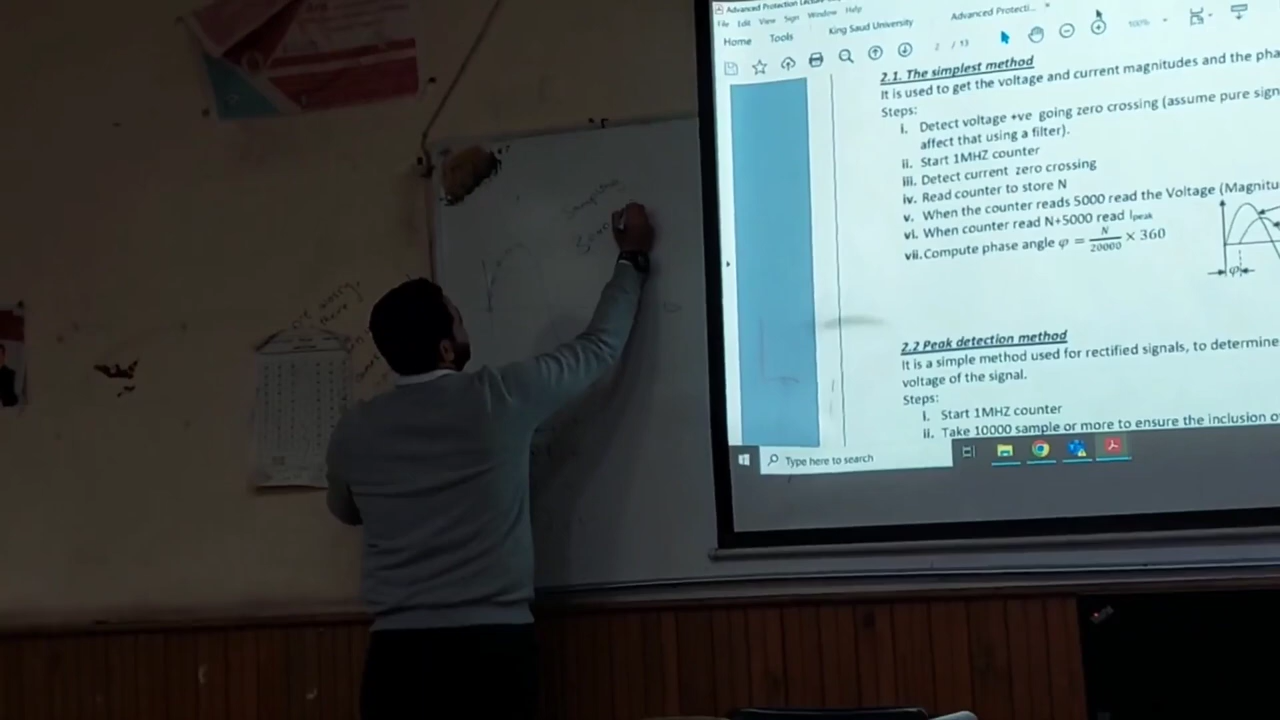 Advanced Protection Lecture
File Edit View Sign Window Help
Home Tools King Saud University Advanced Protecti... ×
2 / 13 100%
2.1. The simplest method
It is used to get the voltage and current magnitudes and the pha
Steps:
i. Detect voltage +ve going zero crossing (assume pure sign
affect that using a filter).
ii. Start 1MHZ counter
iii. Detect current zero crossing
iv. Read counter to store N
v. When the counter reads 5000 read the Voltage (Magnitu
vi. When counter read N+5000 read Ipeak
vii. Compute phase angle φ = N/20000 × 360
φ
2.2 Peak detection method
It is a simple method used for rectified signals, to determine
voltage of the signal.
Steps:
i. Start 1MHZ counter
ii. Take 10000 sample or more to ensure the inclusion o
Type here to search